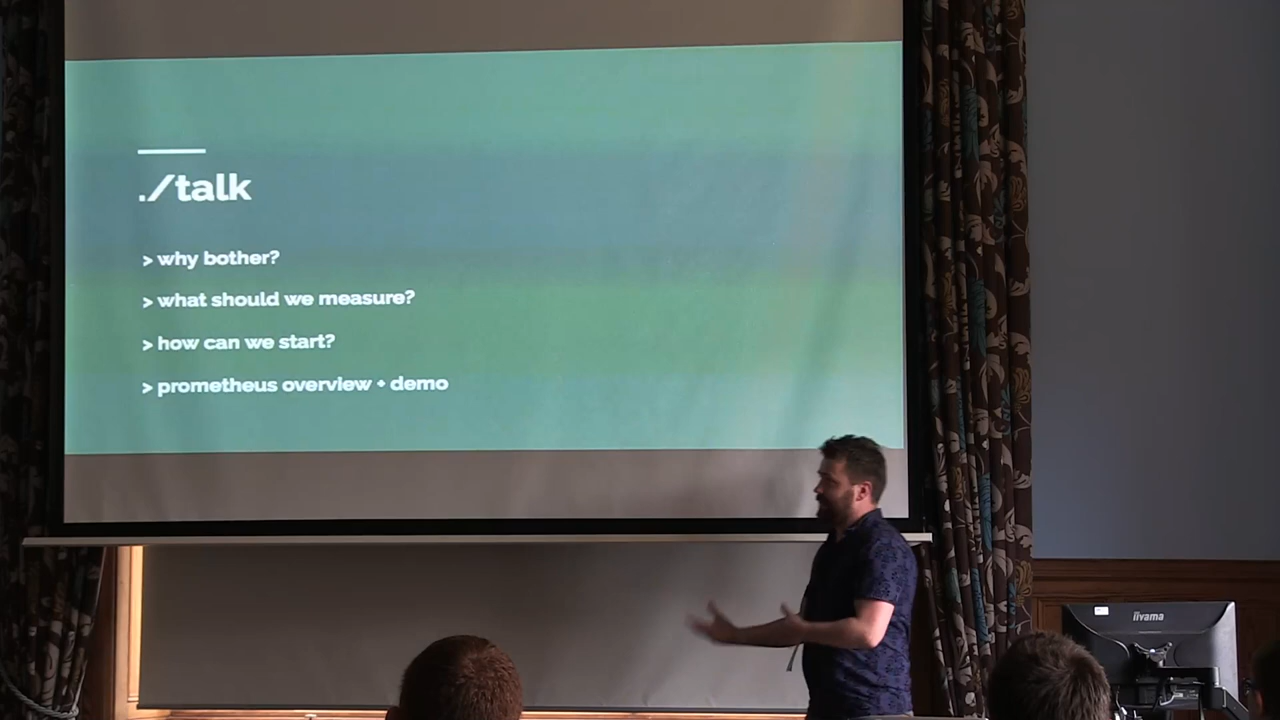 ./talk
> why bother?
> what should we measure?
> how can we start?
> prometheus overview + demo
iiyama